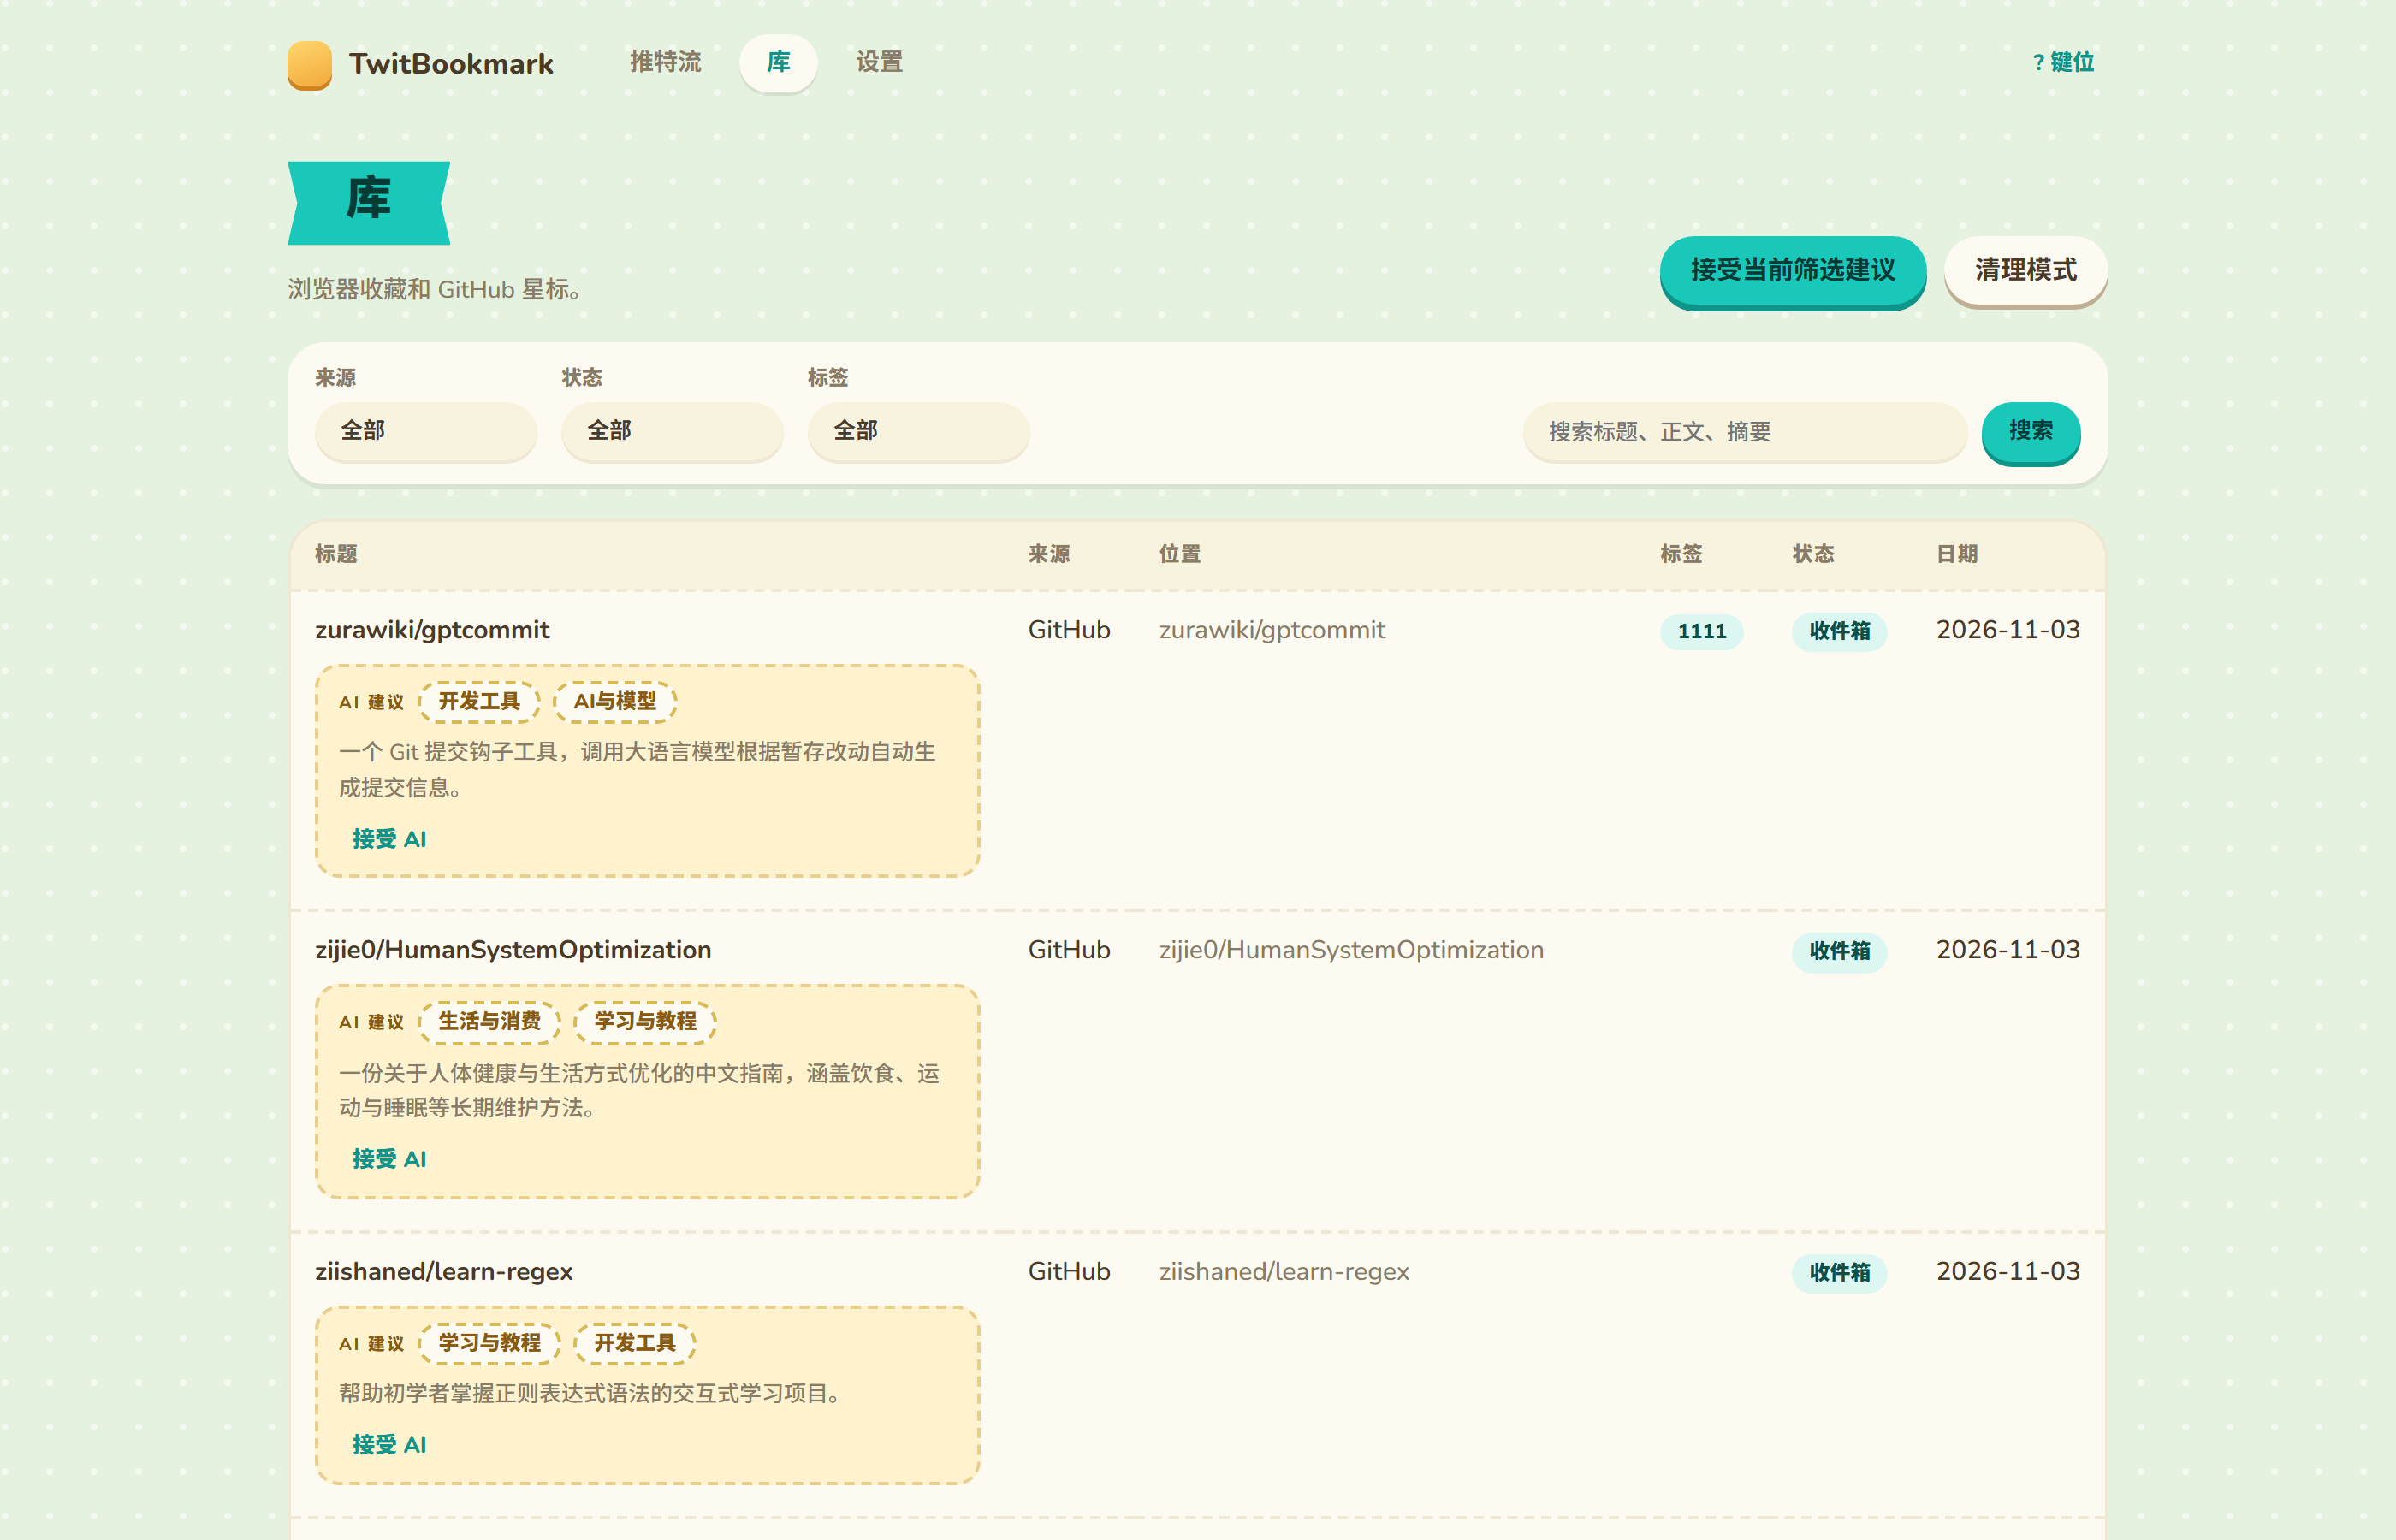 TwitBookmark 推特流 库 设置 ? 键位
库
浏览器收藏和 GitHub 星标。
接受当前筛选建议 清理模式
来源 状态 标签
全部 全部 全部 搜索标题、正文、摘要 搜索
标题 来源 位置 标签 状态 日期
zurawiki/gptcommit GitHub zurawiki/gptcommit 1111 收件箱 2026-11-03
AI 建议 开发工具 AI与模型
一个 Git 提交钩子工具，调用大语言模型根据暂存改动自动生
成提交信息。
接受 AI
zijie0/HumanSystemOptimization GitHub zijie0/HumanSystemOptimization 收件箱 2026-11-03
AI 建议 生活与消费 学习与教程
一份关于人体健康与生活方式优化的中文指南，涵盖饮食、运
动与睡眠等长期维护方法。
接受 AI
ziishaned/learn-regex GitHub ziishaned/learn-regex 收件箱 2026-11-03
AI 建议 学习与教程 开发工具
帮助初学者掌握正则表达式语法的交互式学习项目。
接受 AI